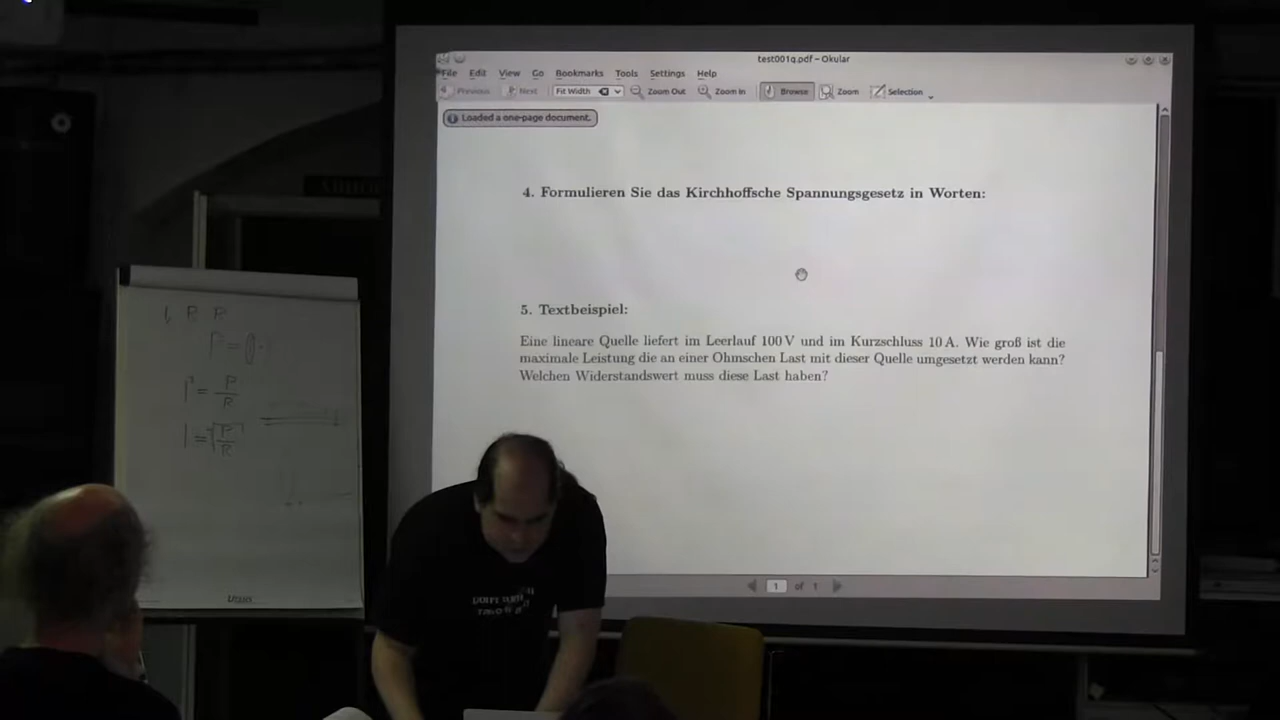 test001q.pdf – Okular
File Edit View Go Bookmarks Tools Settings Help
Previous Next Fit Width Zoom Out Zoom In Browse Zoom Selection
Loaded a one-page document.
4. Formulieren Sie das Kirchhoffsche Spannungsgesetz in Worten:
5. Textbeispiel:
Eine lineare Quelle liefert im Leerlauf 100 V und im Kurzschluss 10 A. Wie groß ist die
maximale Leistung die an einer Ohmschen Last mit dieser Quelle umgesetzt werden kann?
Welchen Widerstandswert muss diese Last haben?
1 of 1
I² = P/R
I = √P/R